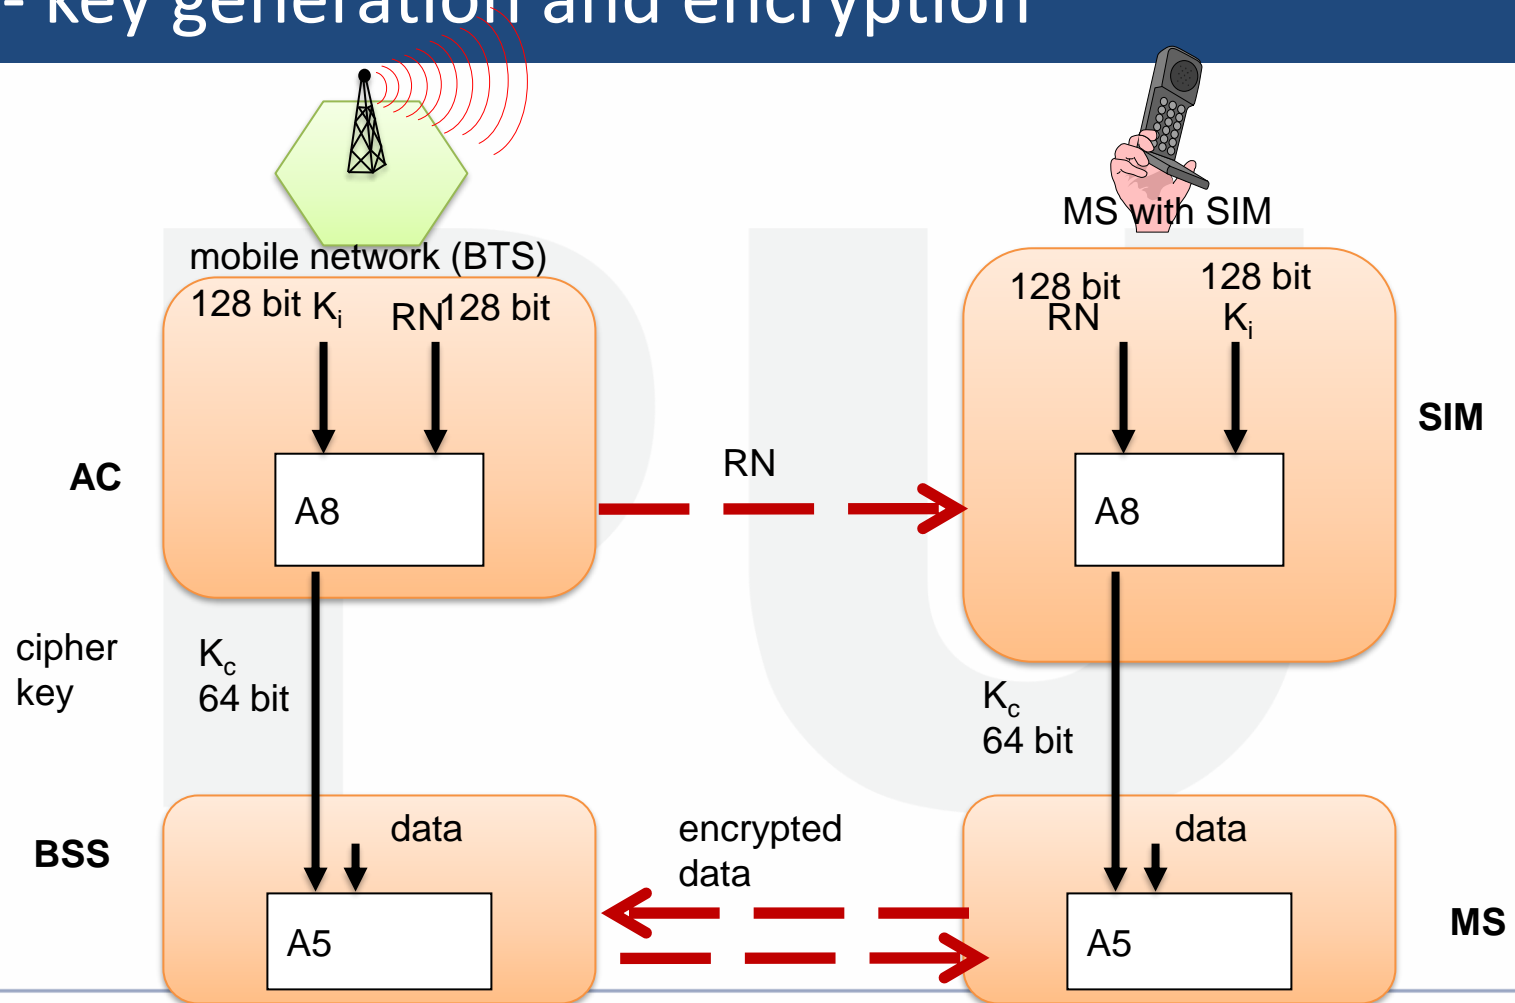 - key generation and encryption
mobile network (BTS)
MS with SIM
128 bit Ki
RN 128 bit
128 bit
RN
128 bit
Ki
SIM
AC
RN
A8
A8
cipher
key
Kc
64 bit
Kc
64 bit
BSS
data
encrypted
data
data
MS
A5
A5